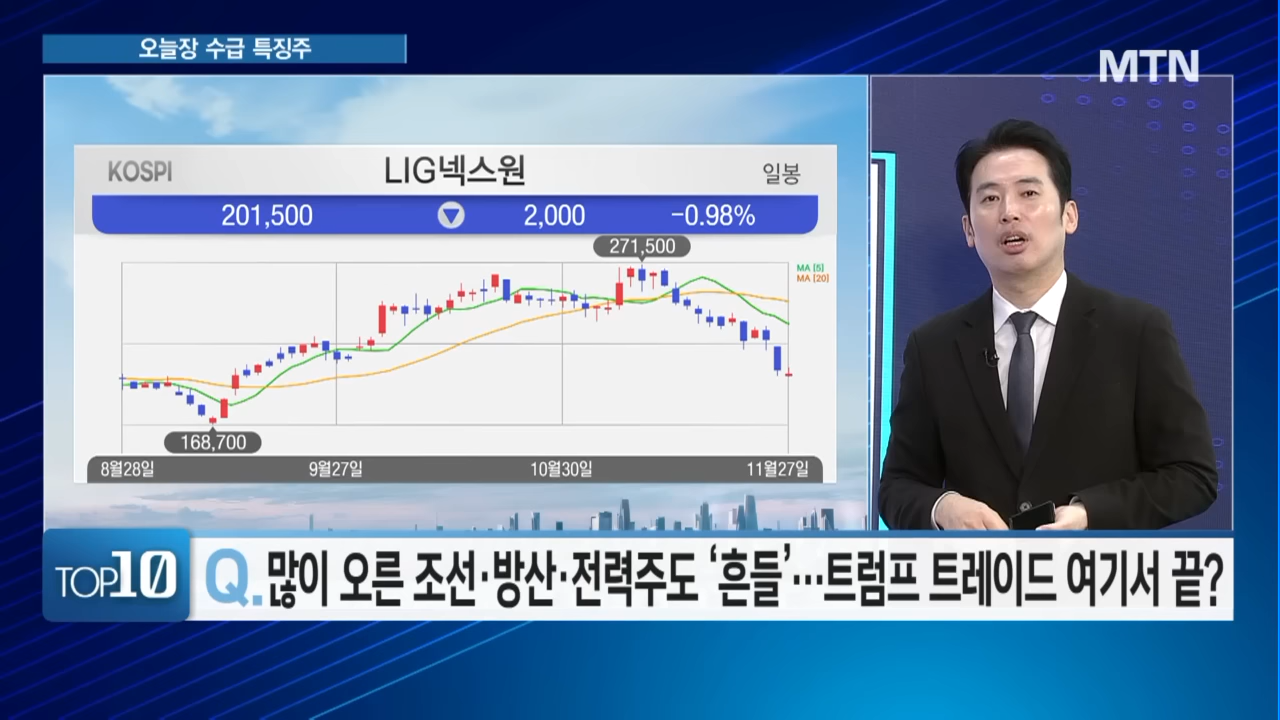 오늘장 수급 특징주
MTN
KOSPI
LIG넥스원
일봉
201,500 ▼ 2,000 -0.98%
271,500
MA [5]
MA [20]
168,700
8월28일 9월27일 10월30일 11월27일
TOP10
Q. 많이 오른 조선·방산·전력주도 ‘흔들’…트럼프 트레이드 여기서 끝?